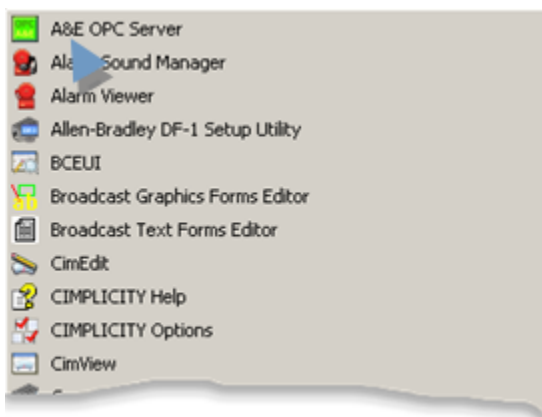 A&E OPC Server
Sound Manager
Alarm Viewer
Allen-Bradley DF-1 Setup Utility
BCEUI
Broadcast Graphics Forms Editor
Broadcast Text Forms Editor
CimEdit
CIMPLICITY Help
CIMPLICITY Options
CimView